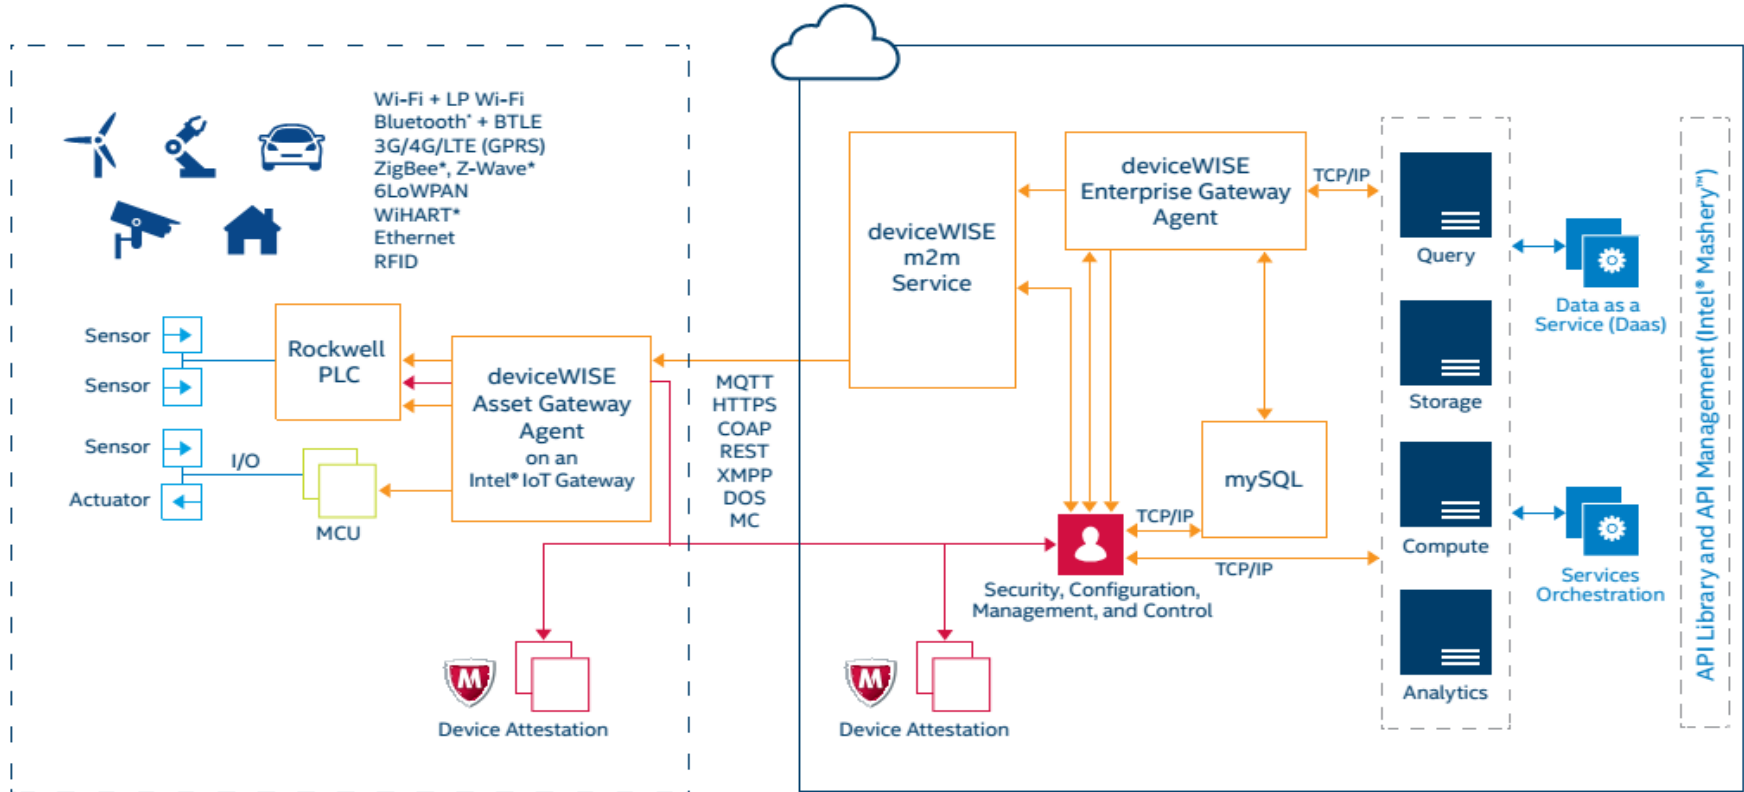 Wi-Fi + LP Wi-Fi
Bluetooth* + BTLE
3G/4G/LTE (GPRS)
ZigBee*, Z-Wave*
6LoWPAN
WiHART*
Ethernet
RFID
Sensor
Sensor
Sensor
Actuator
I/O
Rockwell
PLC
MCU
deviceWISE
Asset Gateway
Agent
on an
Intel® IoT Gateway
MQTT
HTTPS
COAP
REST
XMPP
DOS
MC
M
Device Attestation
M
Device Attestation
deviceWISE
m2m
Service
deviceWISE
Enterprise Gateway
Agent
TCP/IP
mySQL
TCP/IP
TCP/IP
Security, Configuration,
Management, and Control
Query
Storage
Compute
Analytics
Data as a
Service (Daas)
Services
Orchestration
API Library and API Management (Intel® Mashery™)